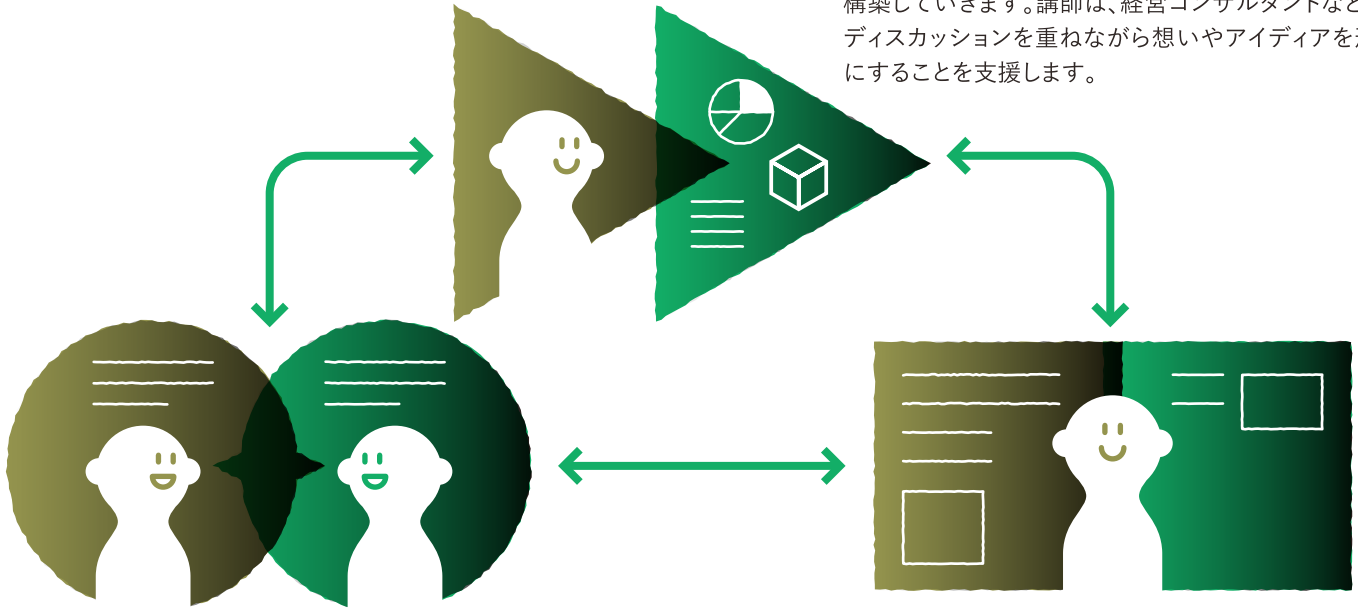 構築していきます。講師は、経営コンサルタントなど
ディスカッションを重ねながら想いやアイディアを
にすることを支援します。